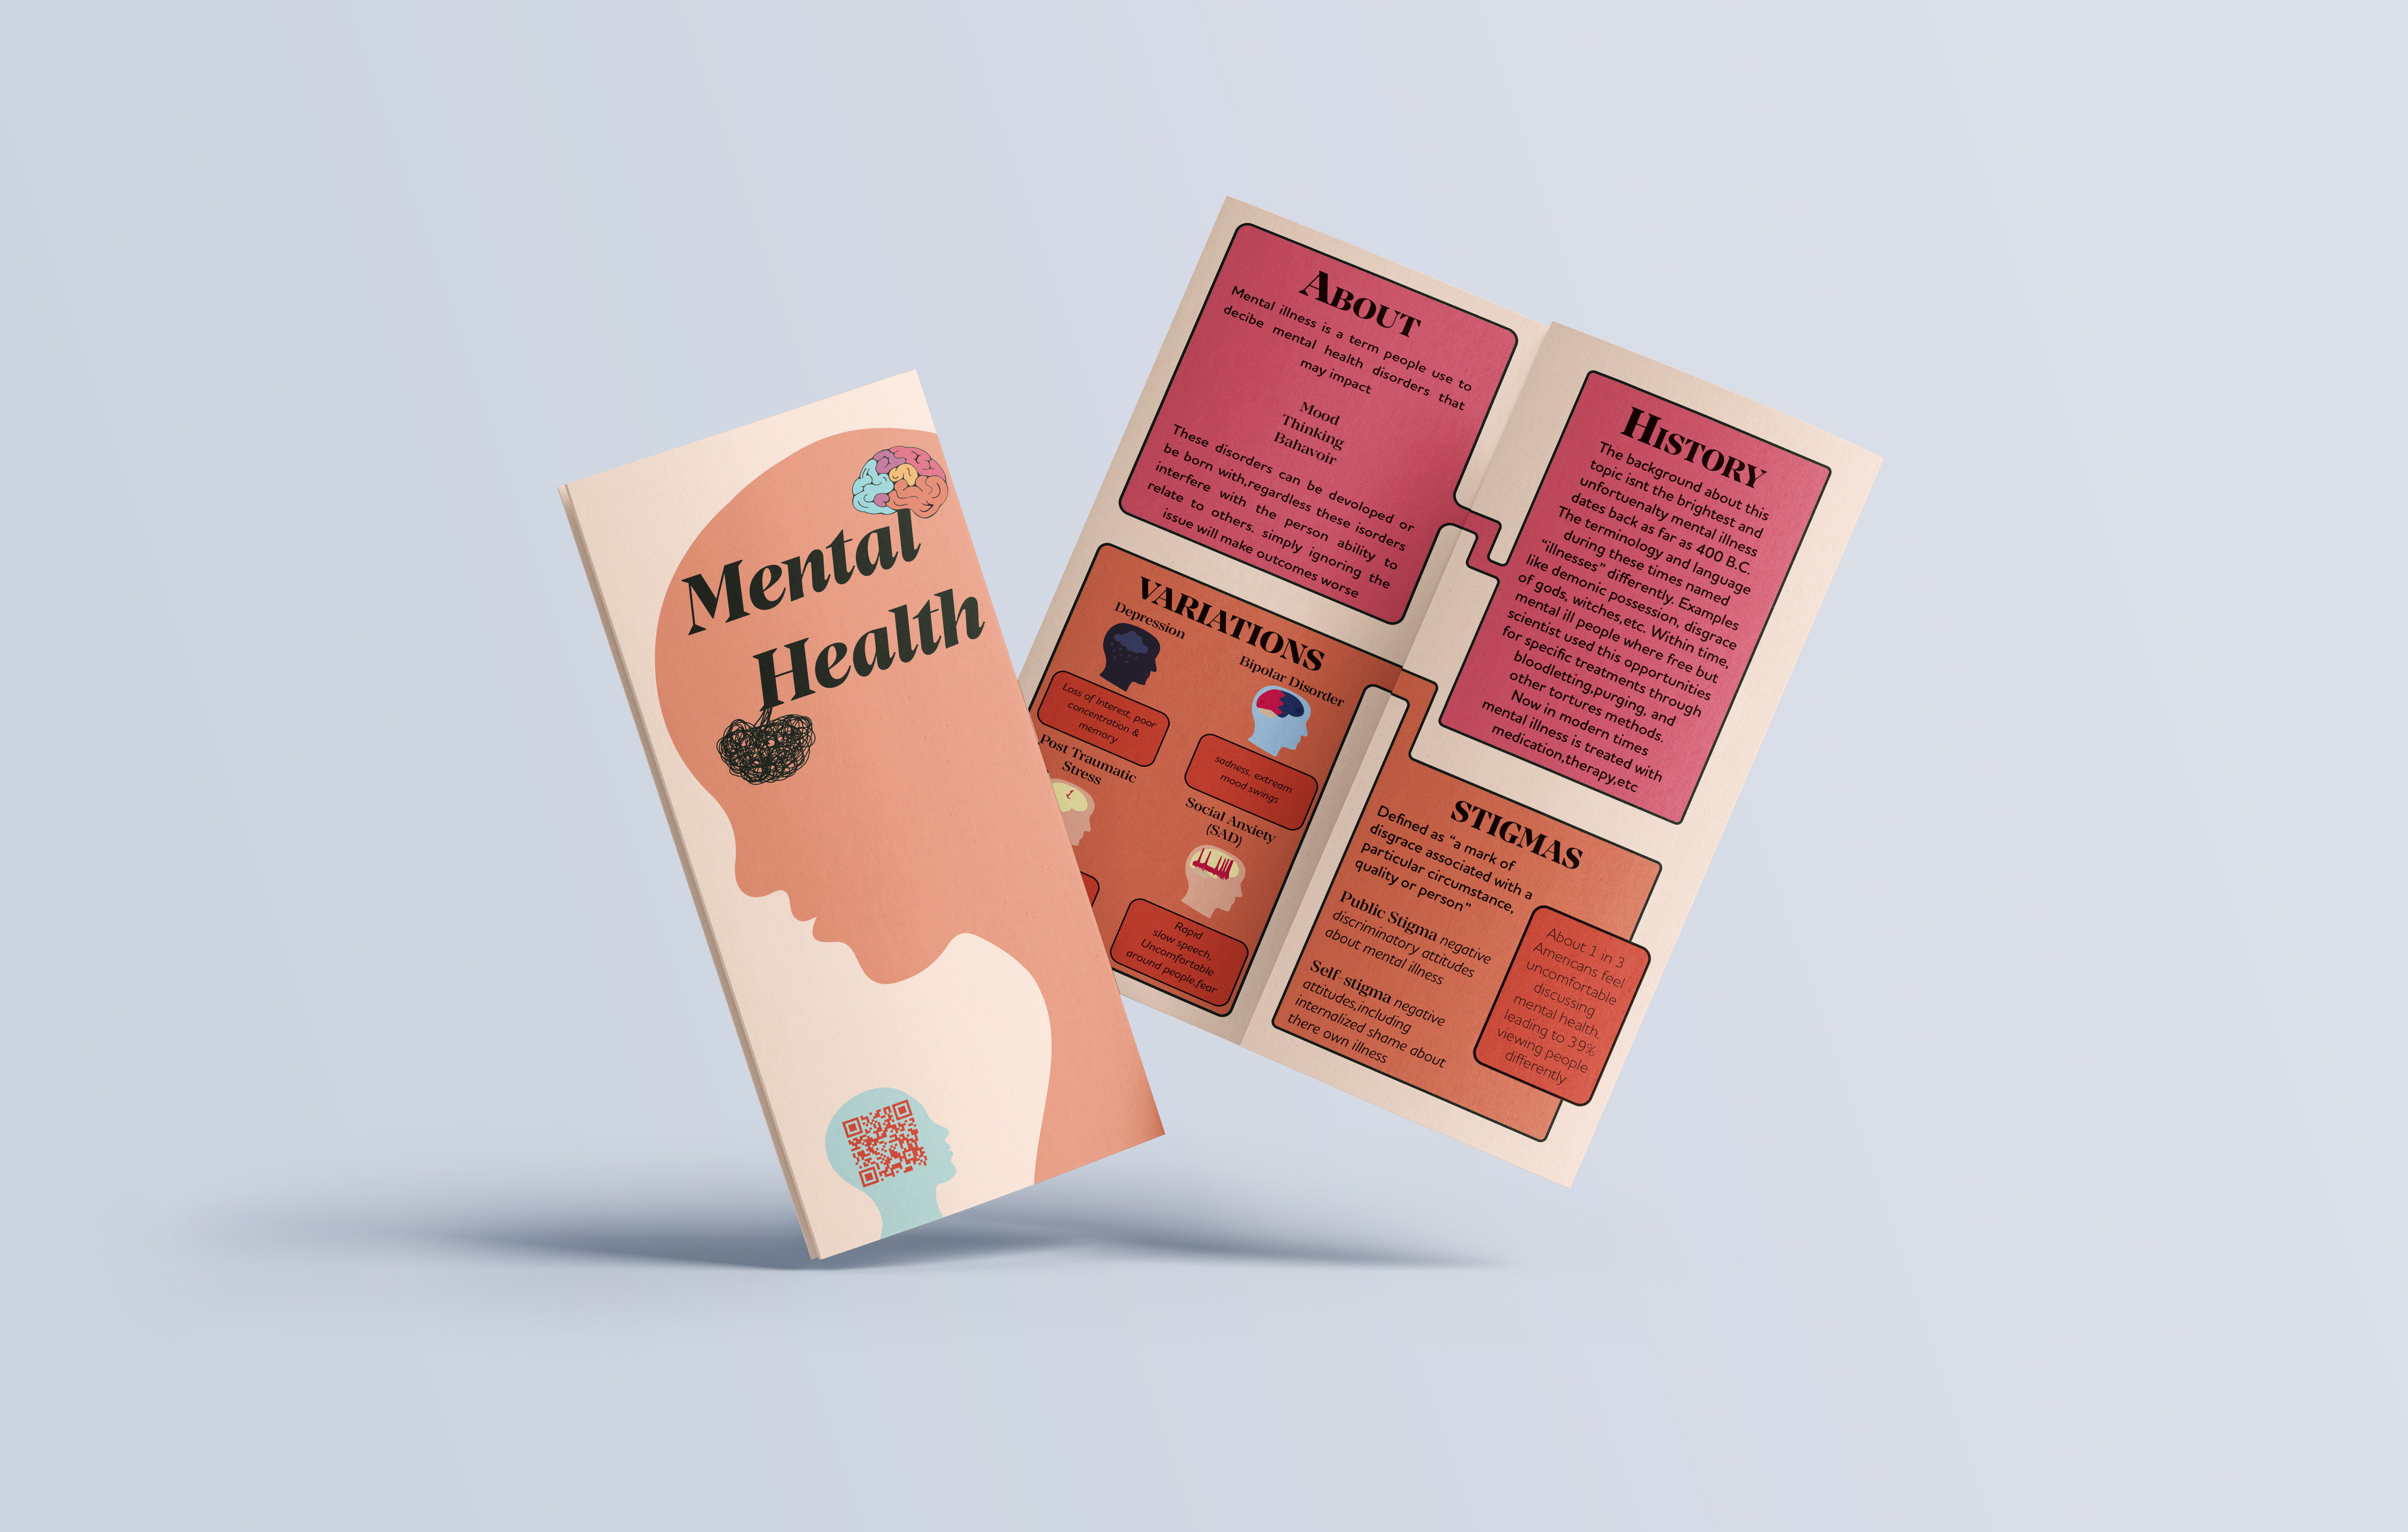 Mental
Health
ABOUT
Mental illness is a term people use to
decibe mental health disorders that
may impact
Mood
Thinking
Bahavoir
These disorders can be devoloped or
be born with,regardless these isorders
interfere with the person ability to
relate to others. simply ignoring the
issue will make outcomes worse
VARIATIONS
Depression
Loss of Interest, poor
concentration &
memory
Bipolar Disorder
sadness, extream
mood swings
Post Traumatic
Stress
Social Anxiety
(SAD)
Rapid
slow speech,
Uncomfortable
around people,fear
HISTORY
The background about this
topic isnt the brightest and
unfortuenalty mental illness
dates back as far as 400 B.C.
The terminology and language
during these times named
“illnesses” differently. Examples
like demonic possession, disgrace
of gods, witches,etc. Within time,
mental ill people where free but
scientist used this opportunities
for specific treatments through
bloodletting,purging, and
other tortures methods.
Now in modern times
mental illness is treated with
medication,therapy,etc
STIGMAS
Defined as “a mark of
disgrace associated with a
particular circumstance,
quality or person”
Public Stigma negative
discriminatory attitudes
about mental illness
Self-stigma negative
attitudes,including
internalized shame about
there own illness
About 1 in 3
Amercans feel
uncomfortable
discussing
mental health,
leading to 39%
viewing people
differently